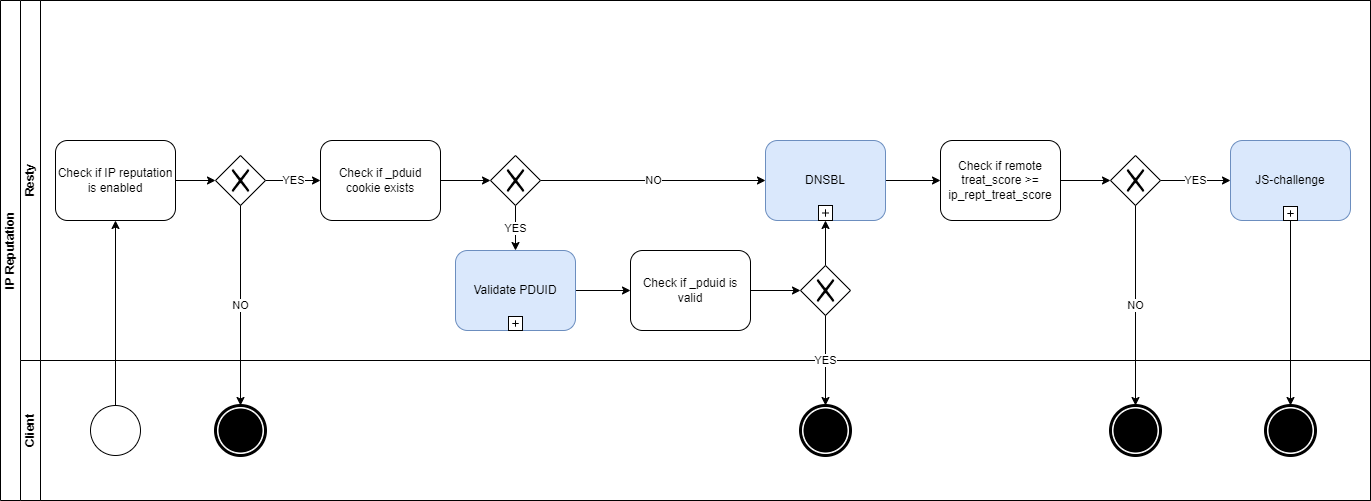 IP Reputation
Resty
Check if IP reputation
is enabled
YES
Check if _pduid
cookie exists
NO
DNSBL
Check if remote
treat_score >=
ip_rept_treat_score
YES
JS-challenge
YES
Validate PDUID
Check if _pduid is
valid
NO
NO
YES
Client